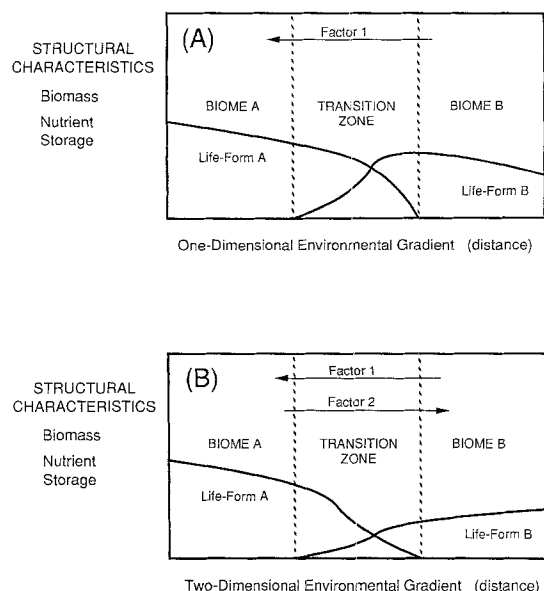 (A)
Factor 1
STRUCTURAL
CHARACTERISTICS
Biomass
Nutrient
Storage
BIOME A
TRANSITION
ZONE
BIOME B
Life-Form A
Life-Form B
One-Dimensional Environmental Gradient (distance)
(B)
Factor 1
Factor 2
STRUCTURAL
CHARACTERISTICS
Biomass
Nutrient
Storage
BIOME A
TRANSITION
ZONE
BIOME B
Life-Form A
Life-Form B
Two-Dimensional Environmental Gradient (distance)